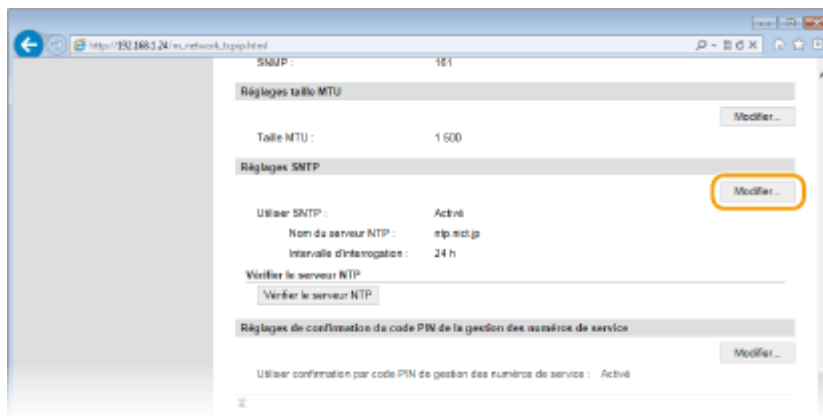 http://192.168.1.24/m_network_tcpip.html
SNMP : 161
Réglages taille MTU
Modifier...
Taille MTU : 1 500
Réglages SNTP
Modifier...
Utiliser SNTP : Activé
Nom du serveur NTP : ntp.nict.jp
Intervalle d'interrogation : 24 h
Vérifier le serveur NTP
Vérifier le serveur NTP
Réglages de confirmation du code PIN de la gestion des numéros de service
Modifier...
Utiliser confirmation par code PIN de gestion des numéros de service : Activé